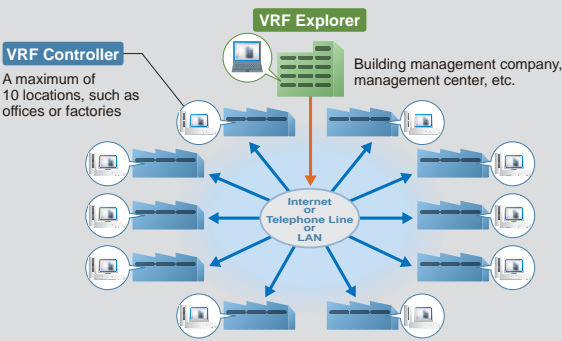 VRF Explorer
VRF Controller
A maximum of
10 locations, such as
offices or factories
Building management company,
management center, etc.
Internet
or
Telephone Line
or
LAN